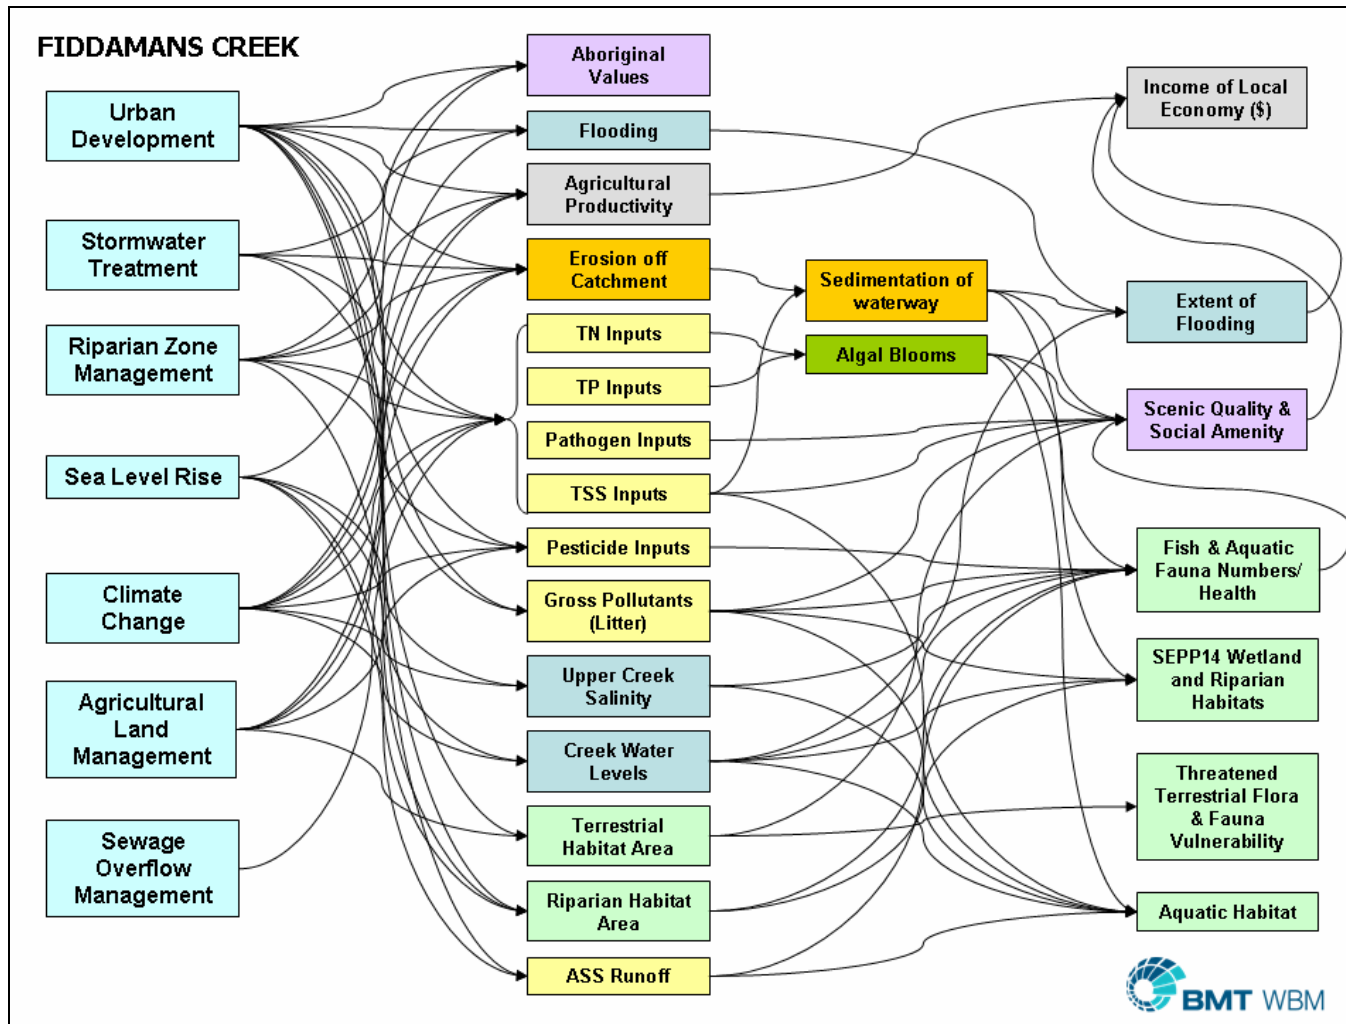 FIDDAMANS CREEK
Urban
Development
Stormwater
Treatment
Riparian Zone
Management
Sea Level Rise
Climate
Change
Agricultural
Land
Management
Sewage
Overflow
Management
Aboriginal
Values
Flooding
Agricultural
Productivity
Erosion off
Catchment
TN Inputs
TP Inputs
Pathogen Inputs
TSS Inputs
Pesticide Inputs
Gross Pollutants
(Litter)
Upper Creek
Salinity
Creek Water
Levels
Terrestrial
Habitat Area
Riparian Habitat
Area
ASS Runoff
Sedimentation of
waterway
Algal Blooms
Income of Local
Economy ($)
Extent of
Flooding
Scenic Quality &
Social Amenity
Fish & Aquatic
Fauna Numbers/
Health
SEPP14 Wetland
and Riparian
Habitats
Threatened
Terrestrial Flora
& Fauna
Vulnerability
Aquatic Habitat
BMT WBM